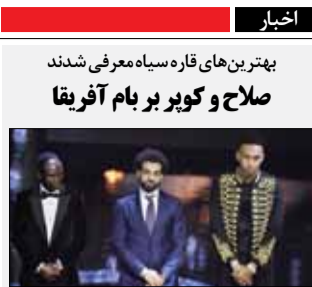 اخبار
بهترین‌های قاره سیاه معرفی شدند
صلاح و کوپر بر بام آفریقا